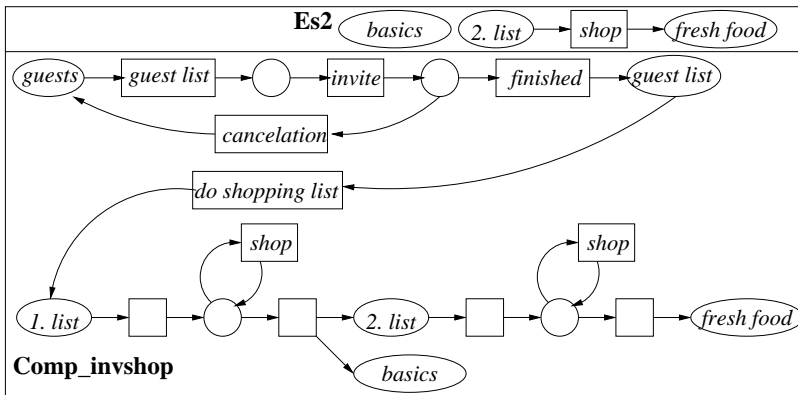 Es2 basics 2. list shop fresh food
guests guest list invite finished guest list
cancelation
do shopping list
shop shop
1. list 2. list fresh food
Comp_invshop basics